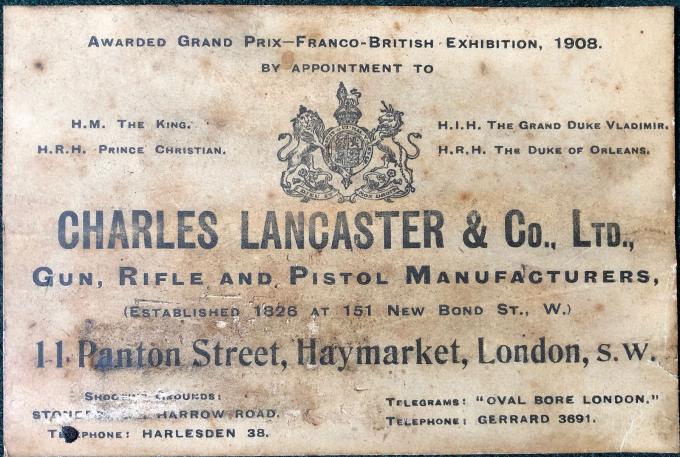 Awarded Grand Prix—Franco-British Exhibition, 1908.
BY APPOINTMENT TO
H.M. The King.
H.R.H. Prince Christian.
H.I.H. The Grand Duke Vladimir.
H.R.H. The Duke of Orleans.
CHARLES LANCASTER & Co., Ltd.,
Gun, Rifle and Pistol Manufacturers,
(Established 1826 at 151 New Bond St., W.)
11 Panton Street, Haymarket, London, S.W.
Grounds:
HARROW ROAD.
Telephone: HARLESDEN 38.
Telegrams: "OVAL BORE LONDON."
Telephone: GERRARD 3691.